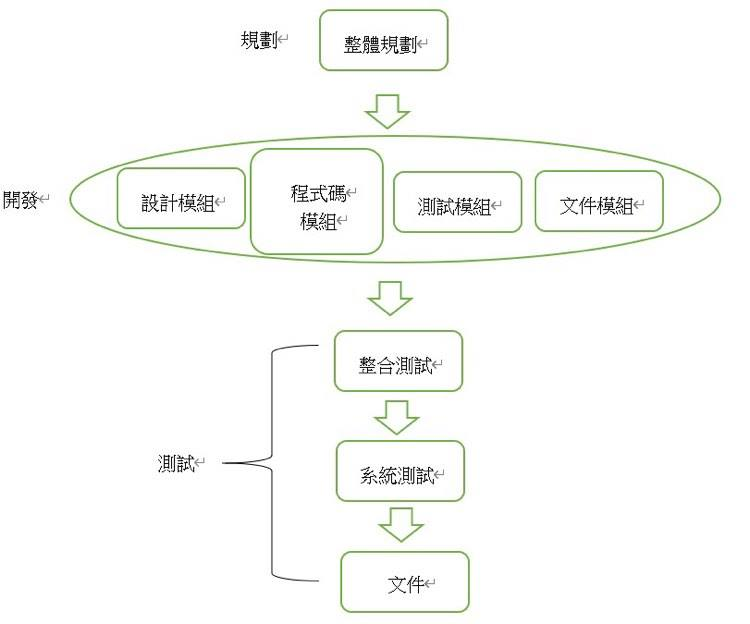 規劃
整體規劃
開發
設計模組
程式碼
模組
測試模組
文件模組
整合測試
測試
系統測試
文件